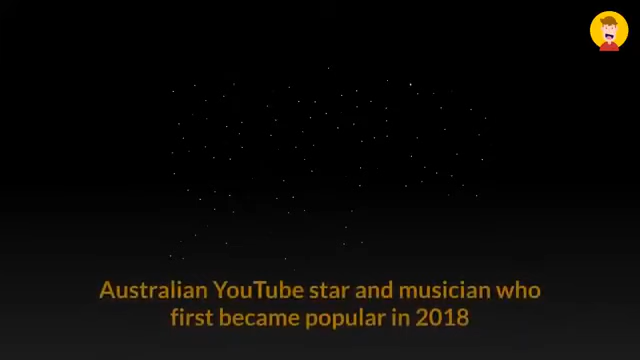 Australian YouTube star and musician who
first became popular in 2018